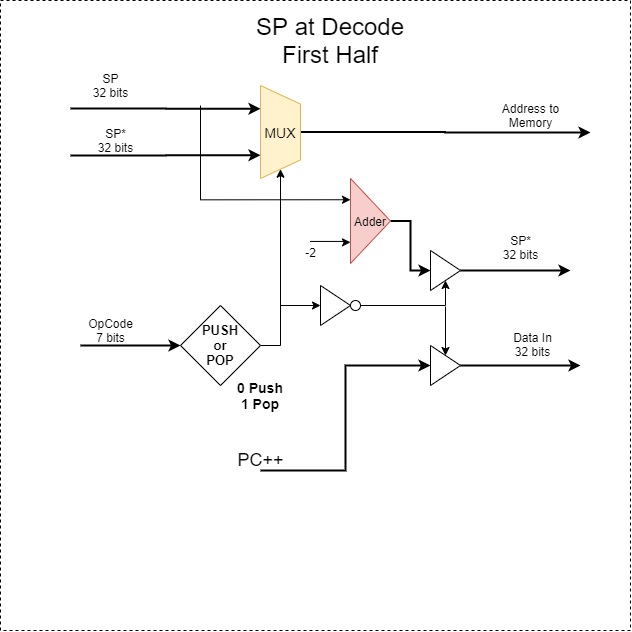 SP at Decode
First Half
SP
32 bits
SP*
32 bits
MUX
Address to
Memory
Adder
-2
SP*
32 bits
OpCode
7 bits
PUSH
or
POP
0 Push
1 Pop
Data In
32 bits
PC++